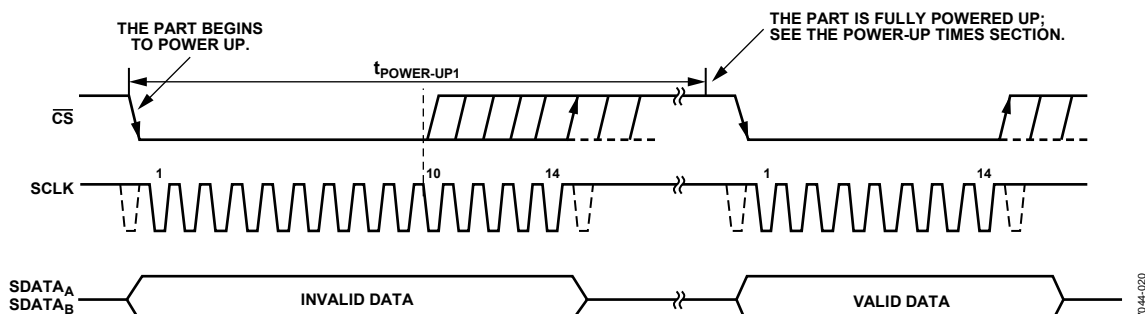 THE PART BEGINS
TO POWER UP.
THE PART IS FULLY POWERED UP;
SEE THE POWER-UP TIMES SECTION.
tPOWER-UP1
CS
SCLK
1
10
14
1
14
SDATAA
SDATAB
INVALID DATA
VALID DATA